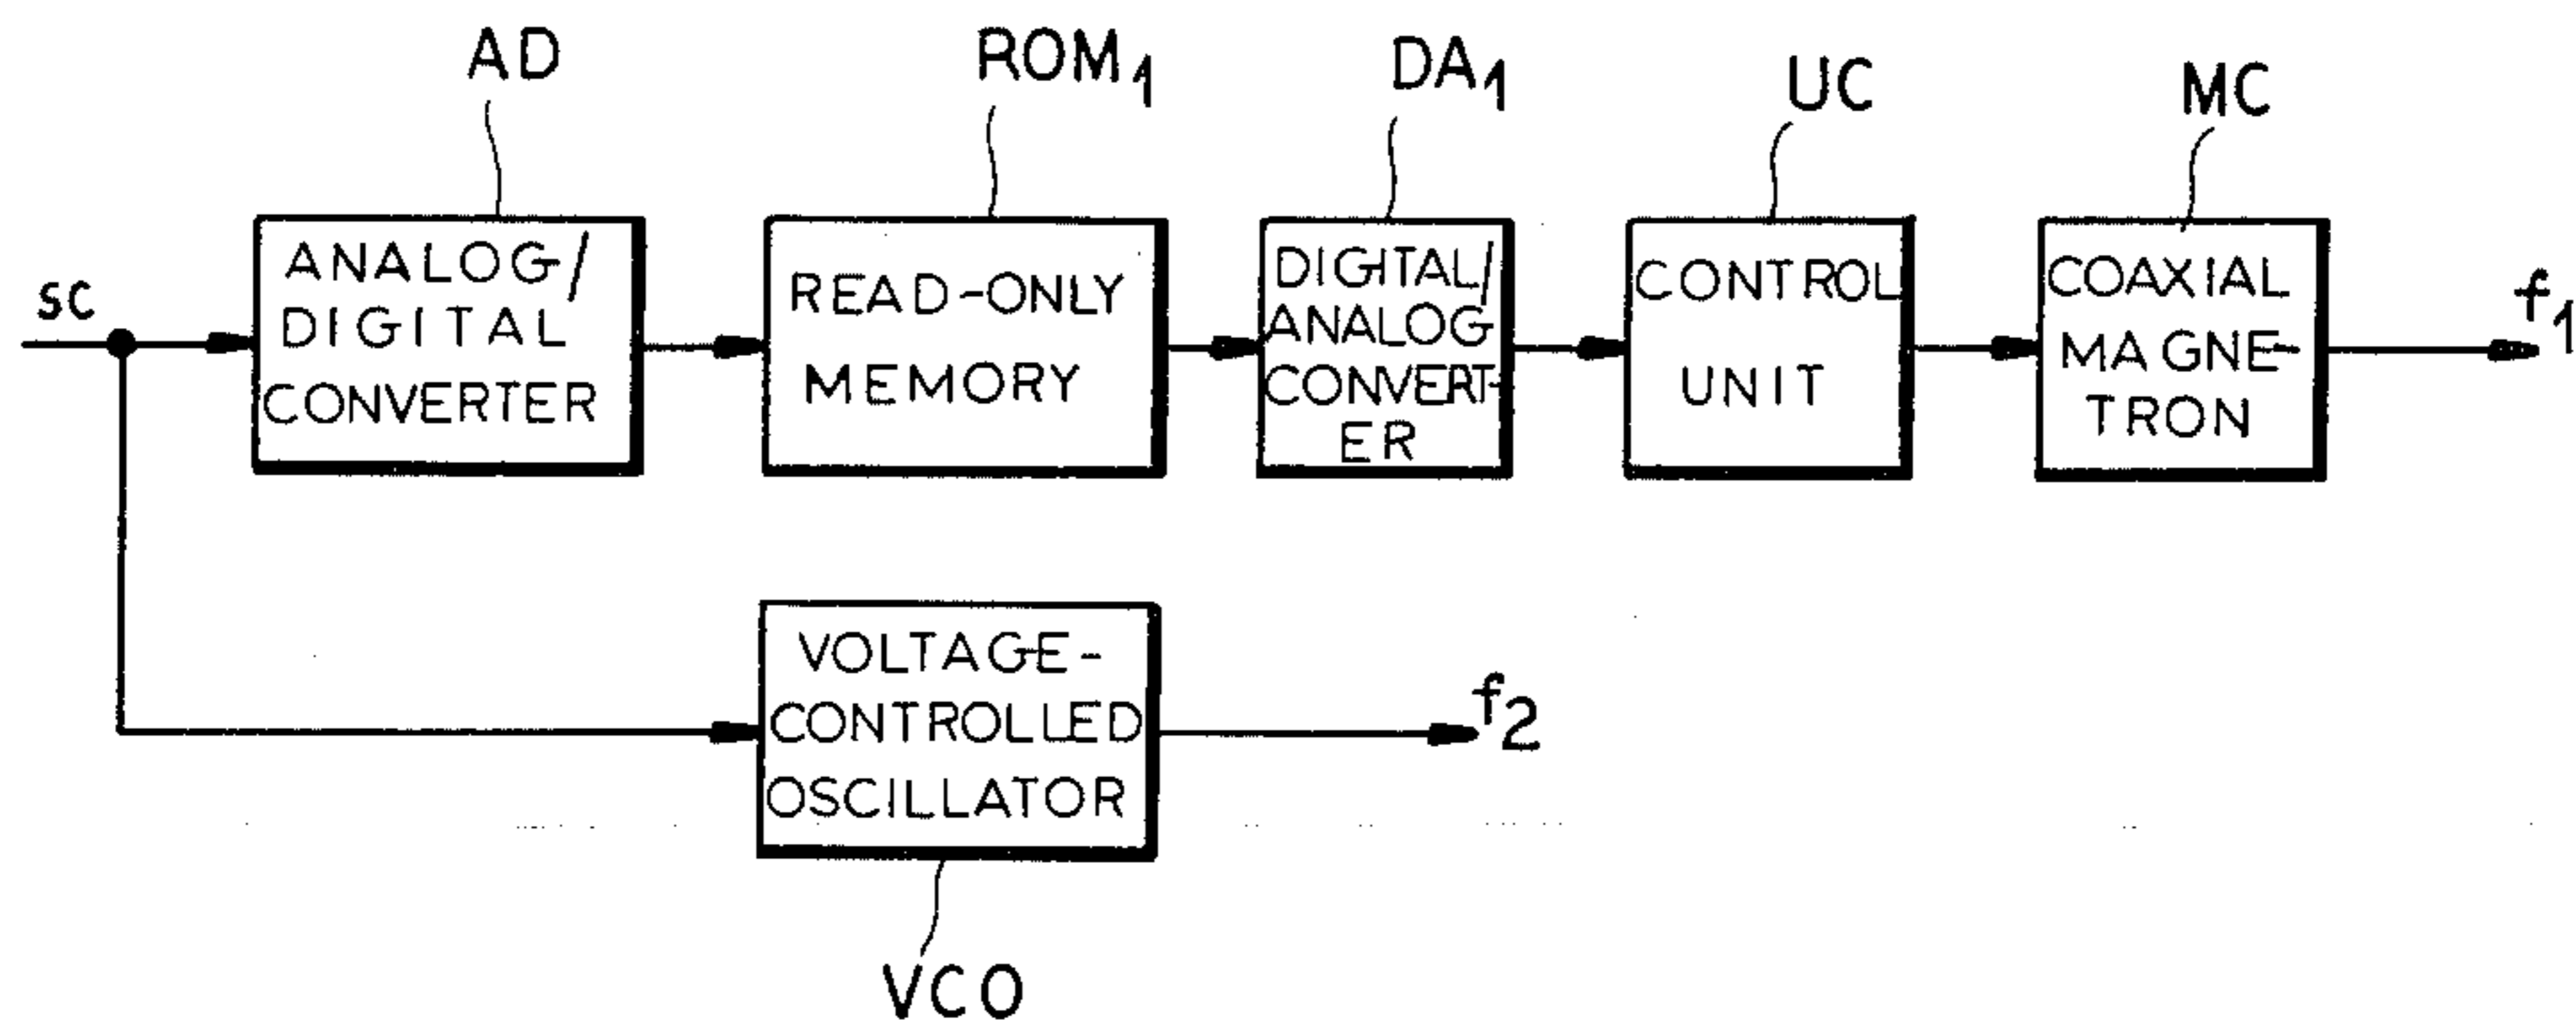 AD
ROM1
DA1
UC
MC
sc
ANALOG/
DIGITAL
CONVERTER
READ-ONLY
MEMORY
DIGITAL/
ANALOG
CONVERT-
ER
CONTROL
UNIT
COAXIAL
MAGNE-
TRON
f1
VOLTAGE-
CONTROLLED
OSCILLATOR
f2
VCO